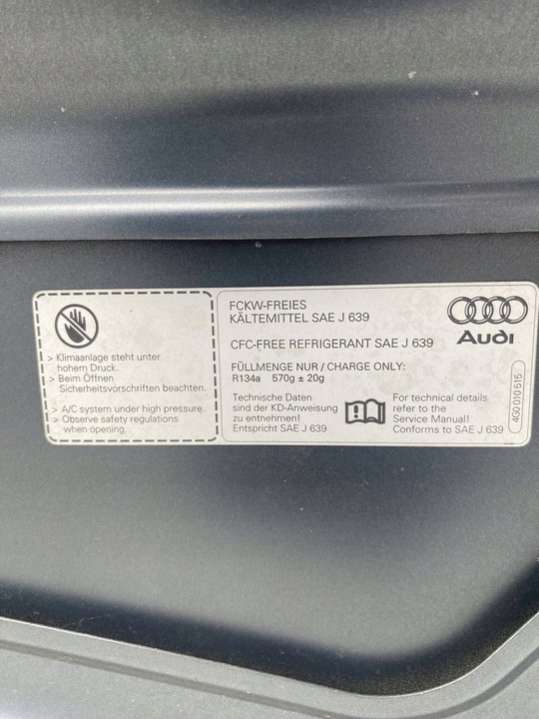 > Klimaanlage steht unter
hohem Druck.
> Beim Öffnen
Sicherheitsvorschriften beachten.
> A/C system under high pressure.
> Observe safety regulations
when opening.
FCKW-FREIES
KÄLTEMITTEL SAE J 639
CFC-FREE REFRIGERANT SAE J 639
FÜLLMENGE NUR / CHARGE ONLY:
R134a 570g ± 20g
Technische Daten
sind der KD-Anweisung
zu entnehmen!
Entspricht SAE J 639
For technical details
refer to the
Service Manual!
Conforms to SAE J 639
Audi
4G0 010 515